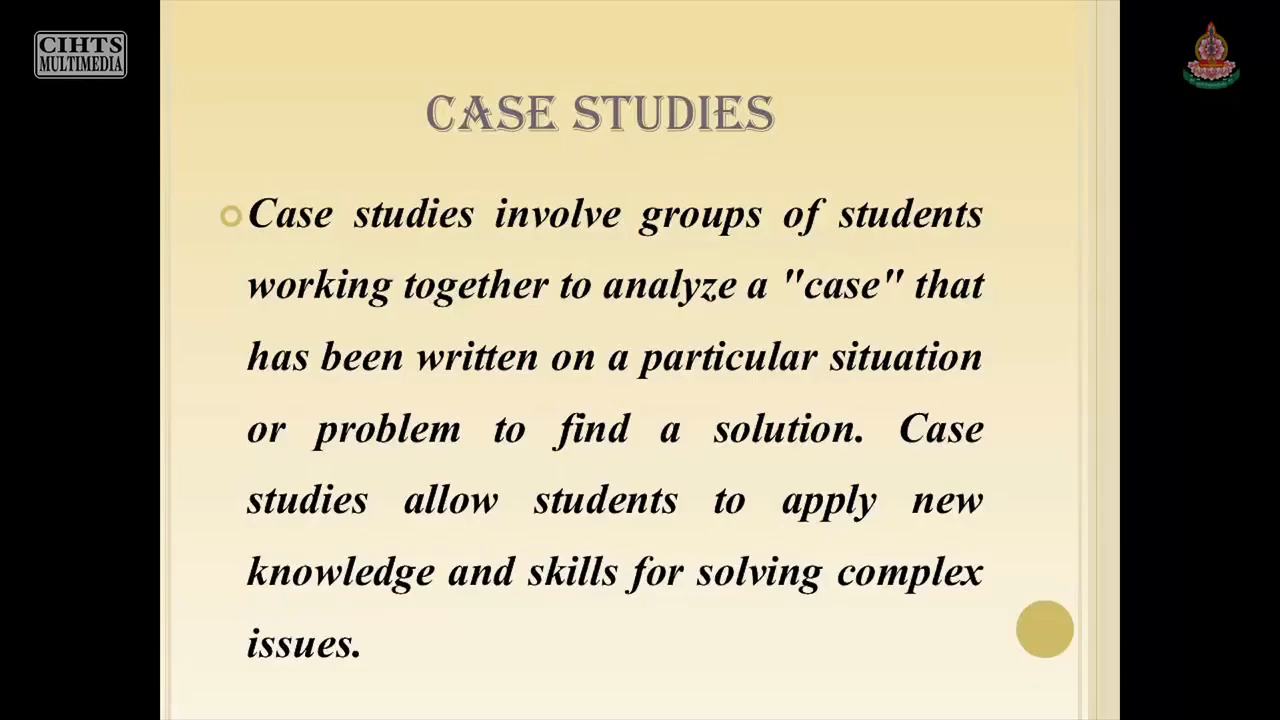 CIHTS
MULTIMEDIA
CASE STUDIES
Case studies involve groups of students
working together to analyze a "case" that
has been written on a particular situation
or problem to find a solution. Case
studies allow students to apply new
knowledge and skills for solving complex
issues.